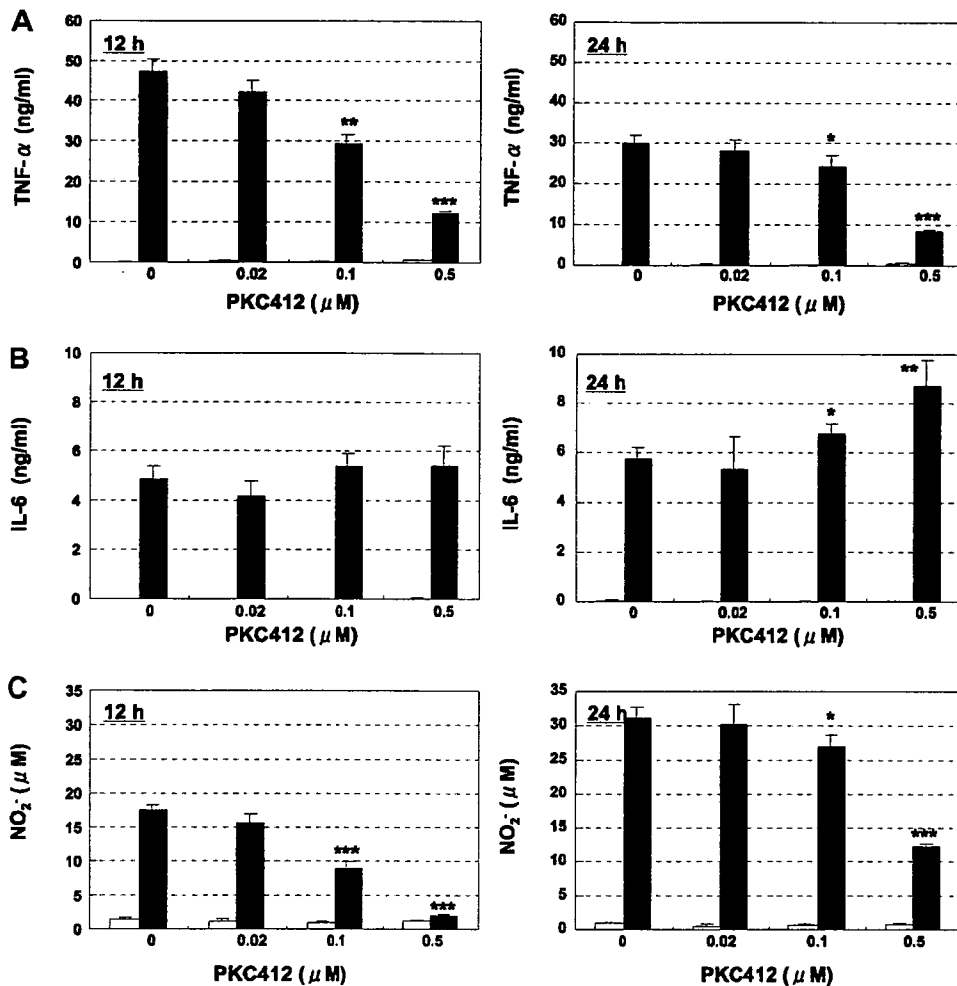 A
12 h
TNF-α (ng/ml)
60
50
40
30
20
10
0
**
***
0 0.02 0.1 0.5
PKC412 (μM)
24 h
TNF-α (ng/ml)
60
50
40
30
20
10
0
*
***
0 0.02 0.1 0.5
PKC412 (μM)
B
12 h
IL-6 (ng/ml)
10
8
6
4
2
0
0 0.02 0.1 0.5
PKC412 (μM)
24 h
IL-6 (ng/ml)
10
8
6
4
2
0
*
**
0 0.02 0.1 0.5
PKC412 (μM)
C
12 h
NO₂⁻ (μM)
35
30
25
20
15
10
5
0
***
***
0 0.02 0.1 0.5
PKC412 (μM)
24 h
NO₂⁻ (μM)
35
30
25
20
15
10
5
0
*
***
0 0.02 0.1 0.5
PKC412 (μM)